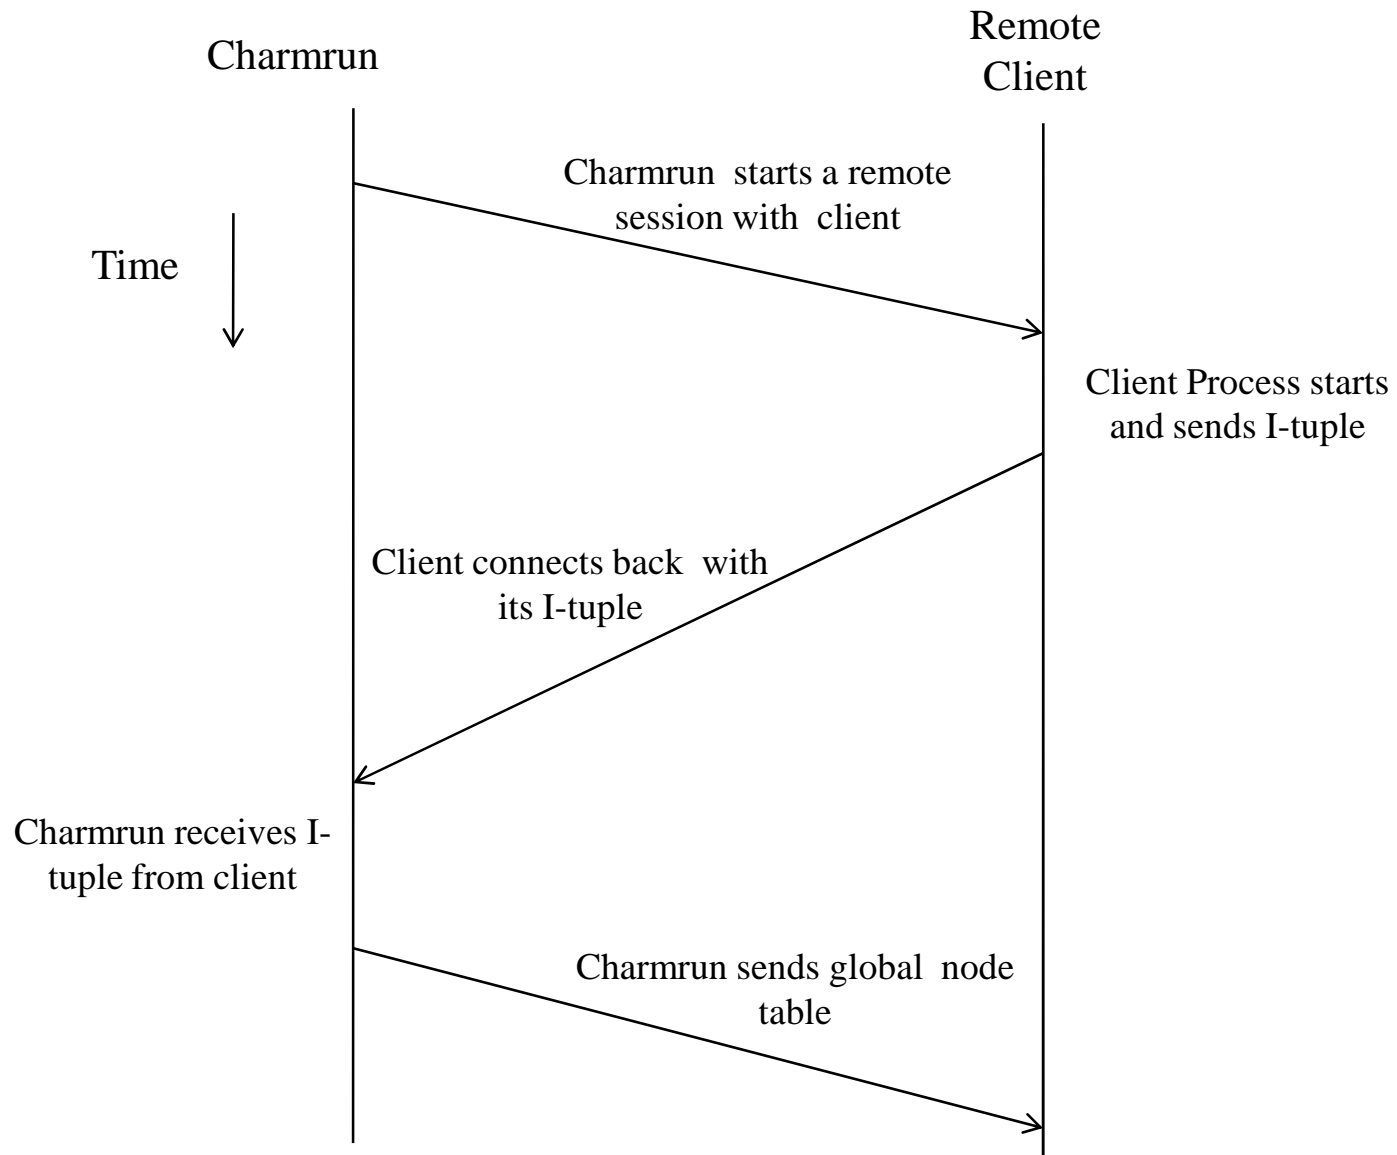 Charmrun
Remote
Client
Charmrun starts a remote
session with client
Time
Client Process starts
and sends I-tuple
Client connects back with
its I-tuple
Charmrun receives I-
tuple from client
Charmrun sends global node
table